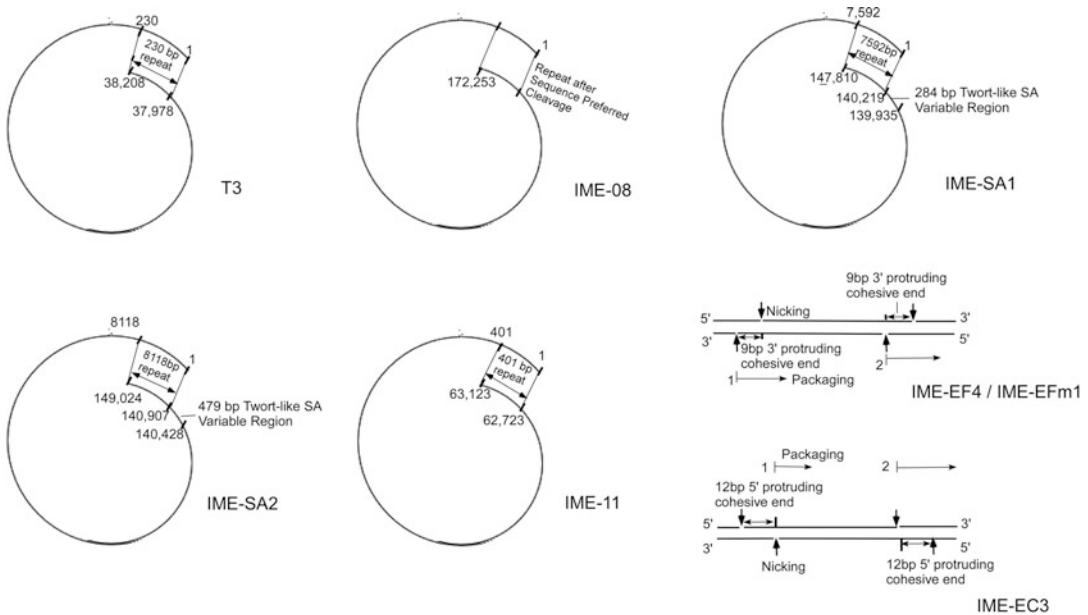 230
1
230 bp
repeat
38,208
37,978
T3
1
172,253
Repeat after
Sequence Preferred
Cleavage
IME-08
7,592
1
7592bp
repeat
147,810
140,219
139,935
284 bp Twort-like SA
Variable Region
IME-SA1
8118
1
8118bp
repeat
149,024
140,907
140,428
479 bp Twort-like SA
Variable Region
IME-SA2
401
1
401 bp
repeat
63,123
62,723
IME-11
9bp 3' protruding
cohesive end
Nicking
5'
3'
3'
5'
9bp 3' protruding
cohesive end
1
Packaging
2
IME-EF4 / IME-EFm1
Packaging
1
2
12bp 5' protruding
cohesive end
5'
3'
3'
5'
Nicking
12bp 5' protruding
cohesive end
IME-EC3